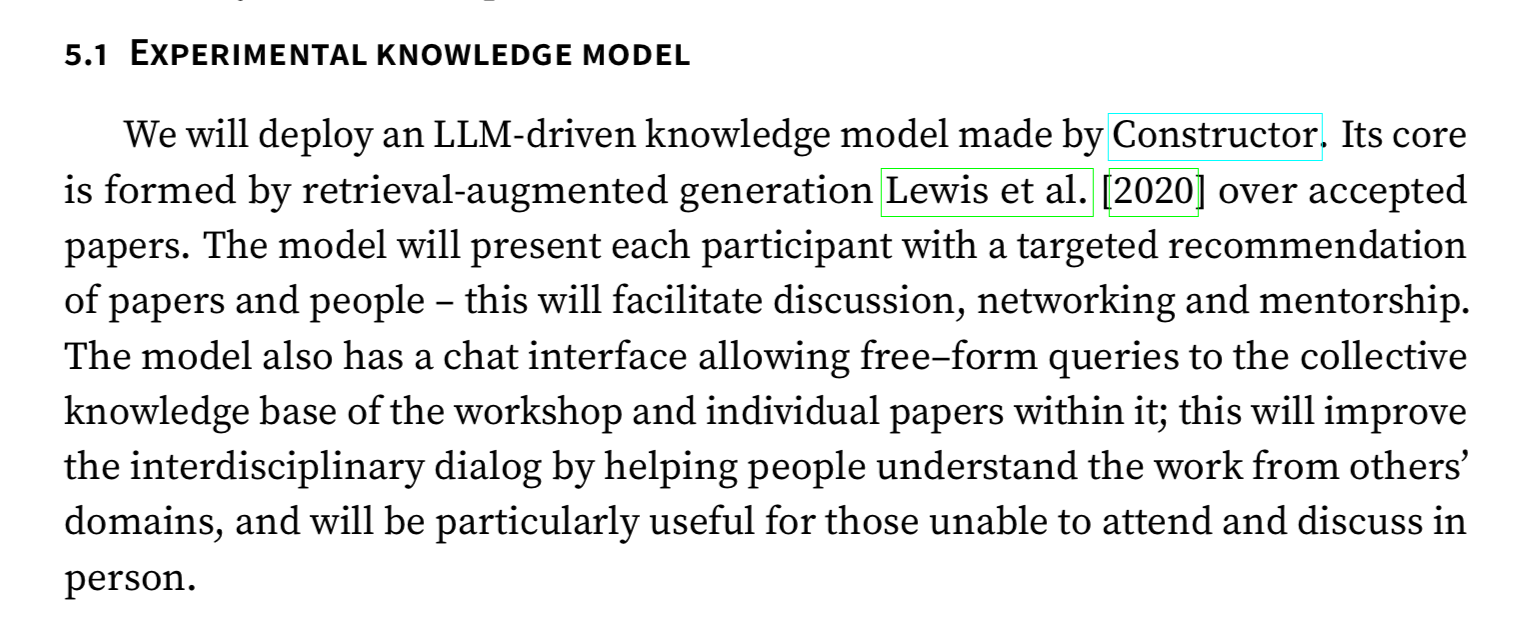 5.1 EXPERIMENTAL KNOWLEDGE MODEL
We will deploy an LLM-driven knowledge model made by Constructor. Its core
is formed by retrieval-augmented generation Lewis et al. [2020] over accepted
papers. The model will present each participant with a targeted recommendation
of papers and people – this will facilitate discussion, networking and mentorship.
The model also has a chat interface allowing free–form queries to the collective
knowledge base of the workshop and individual papers within it; this will improve
the interdisciplinary dialog by helping people understand the work from others’
domains, and will be particularly useful for those unable to attend and discuss in
person.